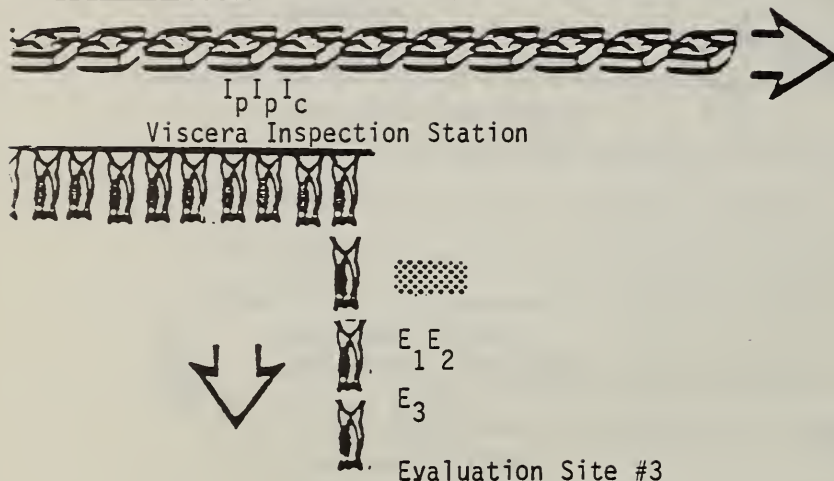 IpIpIc
Viscera Inspection Station
E1E2
E3
Evaluation Site #3